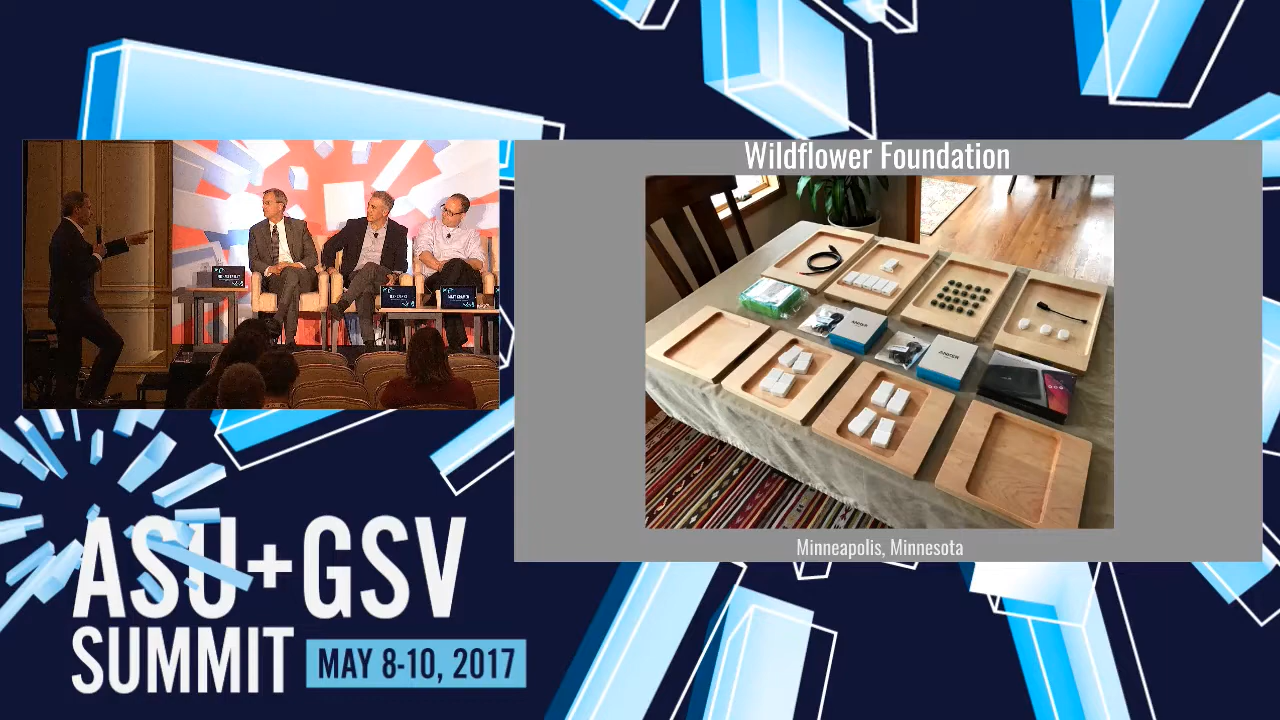 Wildflower Foundation
ANKER
ANKER
Minneapolis, Minnesota
ASU+GSV
SUMMIT
MAY 8-10, 2017